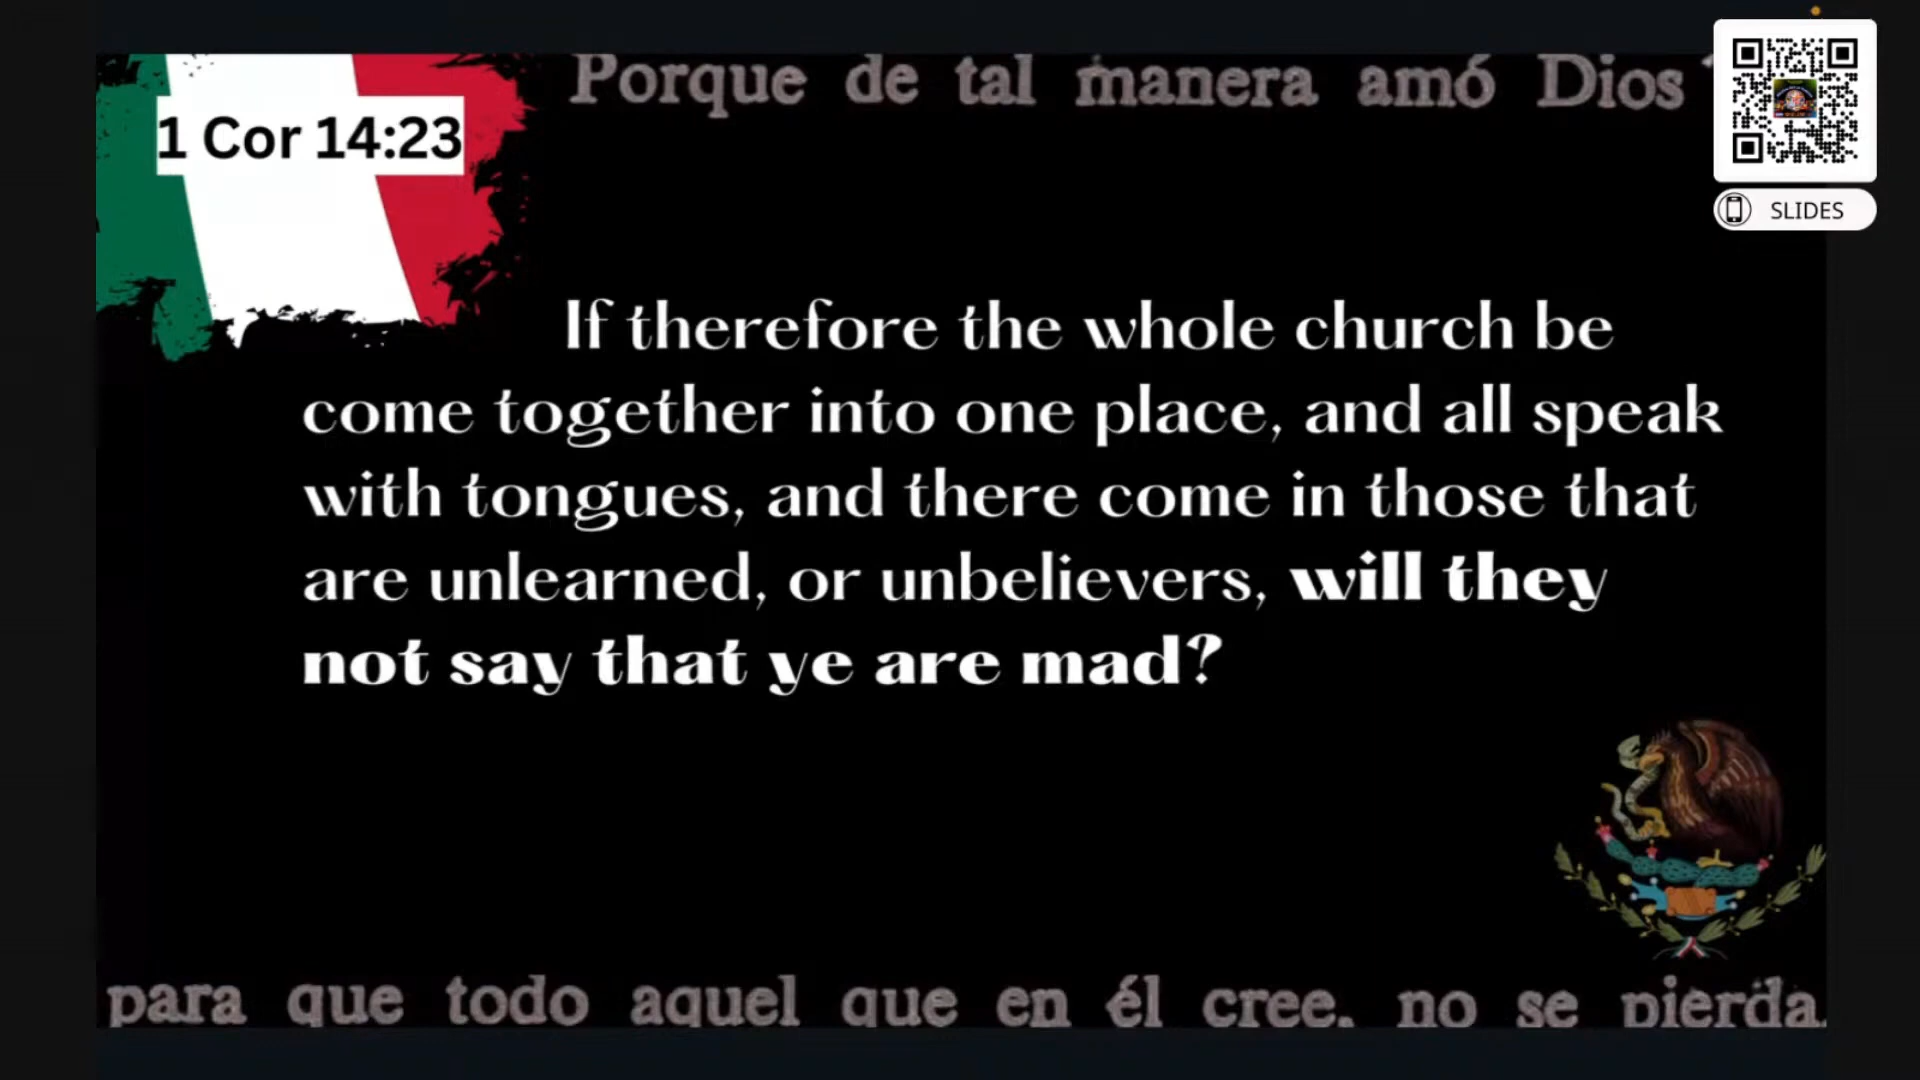 Porque de tal manera amó Dios
1 Cor 14:23
SLIDES
If therefore the whole church be
come together into one place, and all speak
with tongues, and there come in those that
are unlearned, or unbelievers, will they
not say that ye are mad?
para que todo aquel que en él cree, no se pierda,